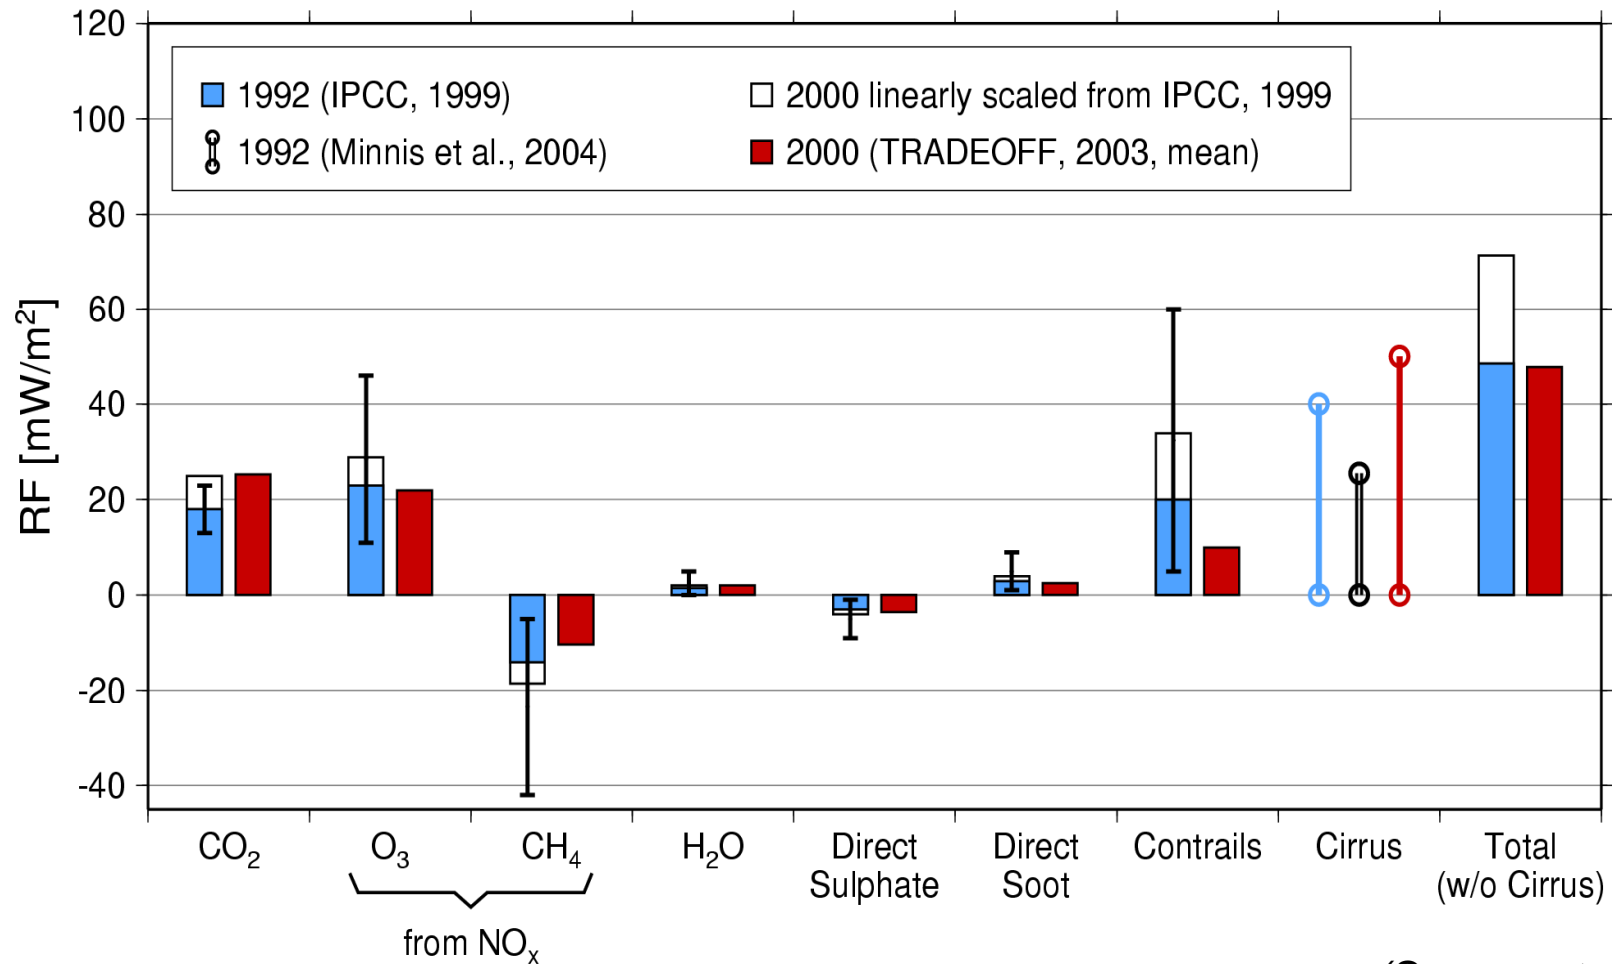 120
100
80
60
40
20
0
-20
-40
RF [mW/m²]
1992 (IPCC, 1999)
2000 linearly scaled from IPCC, 1999
1992 (Minnis et al., 2004)
2000 (TRADEOFF, 2003, mean)
CO₂
O₃
CH₄
H₂O
Direct
Sulphate
Direct
Soot
Contrails
Cirrus
Total
(w/o Cirrus)
from NOₓ